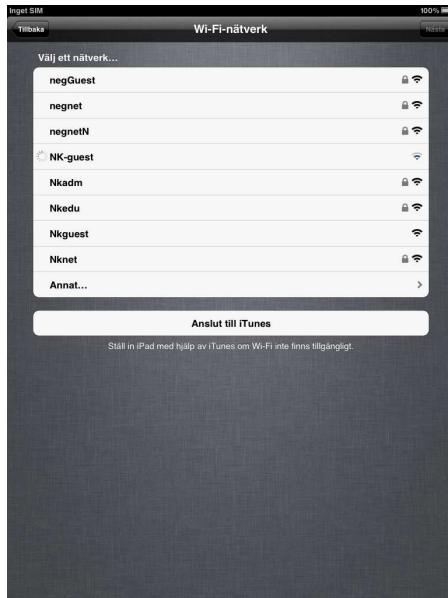 Inget SIM 100%
Tillbaka Wi-Fi-nätverk Nästa
Välj ett nätverk...
negGuest
negnet
negnetN
NK-guest
Nkadm
Nkedu
Nkguest
Nknet
Annat...
Anslut till iTunes
Ställ in iPad med hjälp av iTunes om Wi-Fi inte finns tillgängligt.